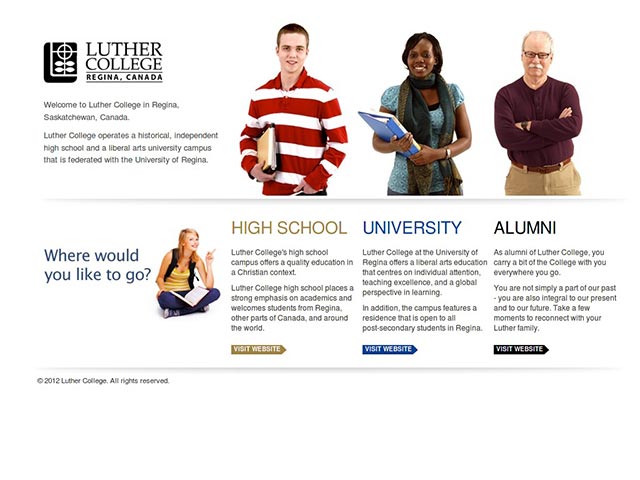 LUTHER
COLLEGE
REGINA, CANADA
Welcome to Luther College in Regina,
Saskatchewan, Canada.
Luther College operates a historical, independent
high school and a liberal arts university campus
that is federated with the University of Regina.
Where would
you like to go?
HIGH SCHOOL
Luther College's high school
campus offers a quality education in
a Christian context.
Luther College high school places a
strong emphasis on academics and
welcomes students from Regina,
other parts of Canada, and around
the world.
VISIT WEBSITE
UNIVERSITY
Luther College at the University of
Regina offers a liberal arts education
that centres on individual attention,
teaching excellence, and a global
perspective in learning.
In addition, the campus features a
residence that is open to all
post-secondary students in Regina.
VISIT WEBSITE
ALUMNI
As alumni of Luther College, you
carry a bit of the College with you
everywhere you go.
You are not simply a part of our past
- you are also integral to our present
and to our future. Take a few
moments to reconnect with your
Luther family.
VISIT WEBSITE
© 2012 Luther College. All rights reserved.